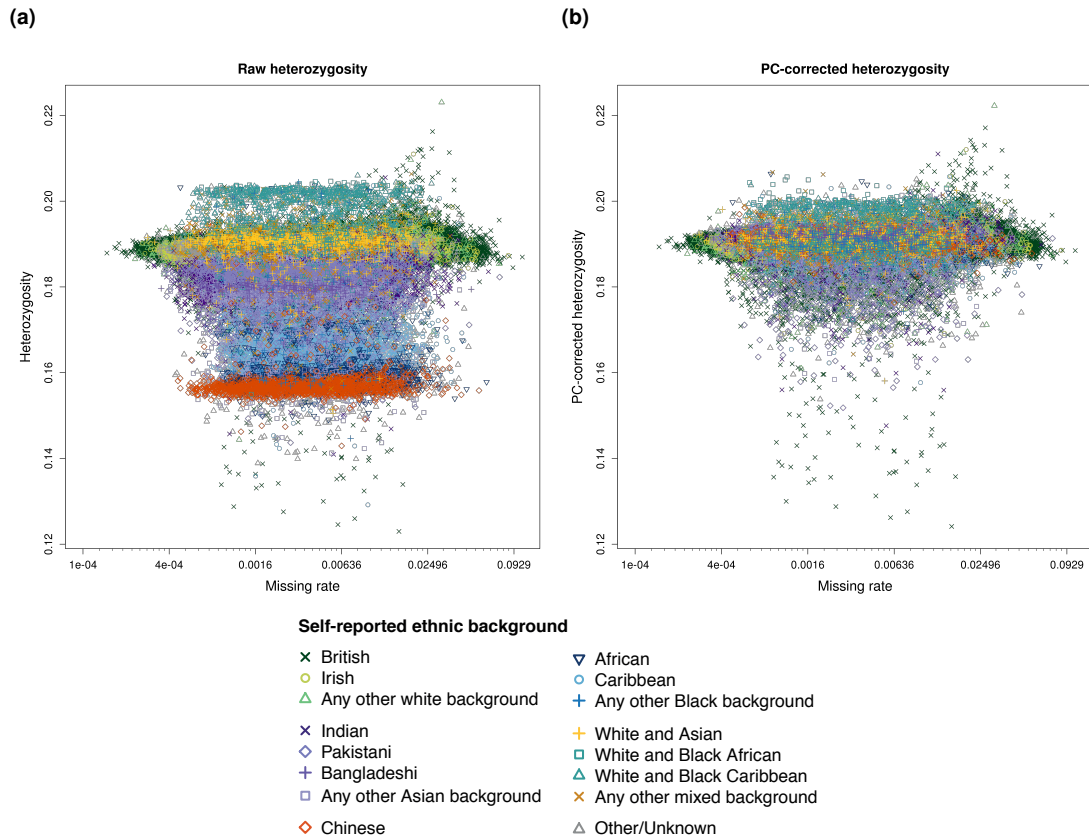 (a)
(b)
Raw heterozygosity
PC-corrected heterozygosity
Heterozygosity
0.22
0.20
0.18
0.16
0.14
0.12
1e-04
4e-04
0.0016
0.00636
0.02496
0.0929
Missing rate
PC-corrected heterozygosity
0.22
0.20
0.18
0.16
0.14
0.12
1e-04
4e-04
0.0016
0.00636
0.02496
0.0929
Missing rate
Self-reported ethnic background
British
Irish
Any other white background
Indian
Pakistani
Bangladeshi
Any other Asian background
Chinese
African
Caribbean
Any other Black background
White and Asian
White and Black African
White and Black Caribbean
Any other mixed background
Other/Unknown